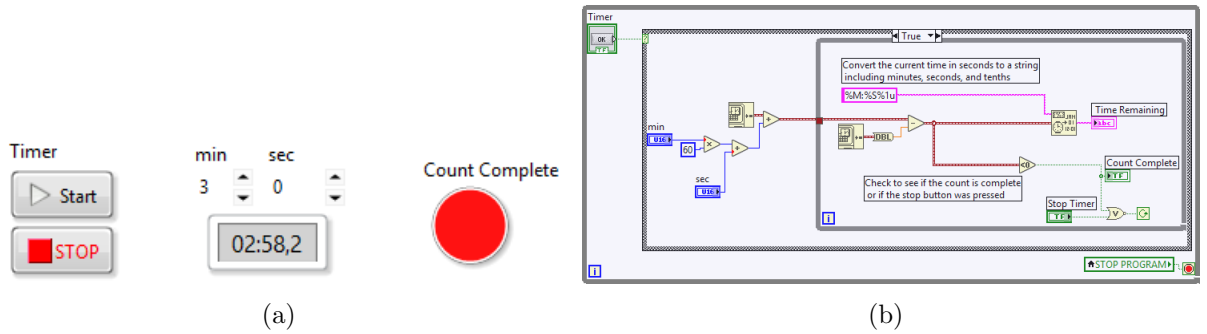 Timer
Start
STOP
min sec
3 0
02:58,2
Count Complete
(a)
Timer
OK
TF
?
True
Convert the current time in seconds to a string
including minutes, seconds, and tenths
%M:%S%1u
Time Remaining
abc
min
U16
60
sec
U16
DBL
<0
Count Complete
TF
Check to see if the count is complete
or if the stop button was pressed
Stop Timer
TF
i
STOP PROGRAM
i
(b)